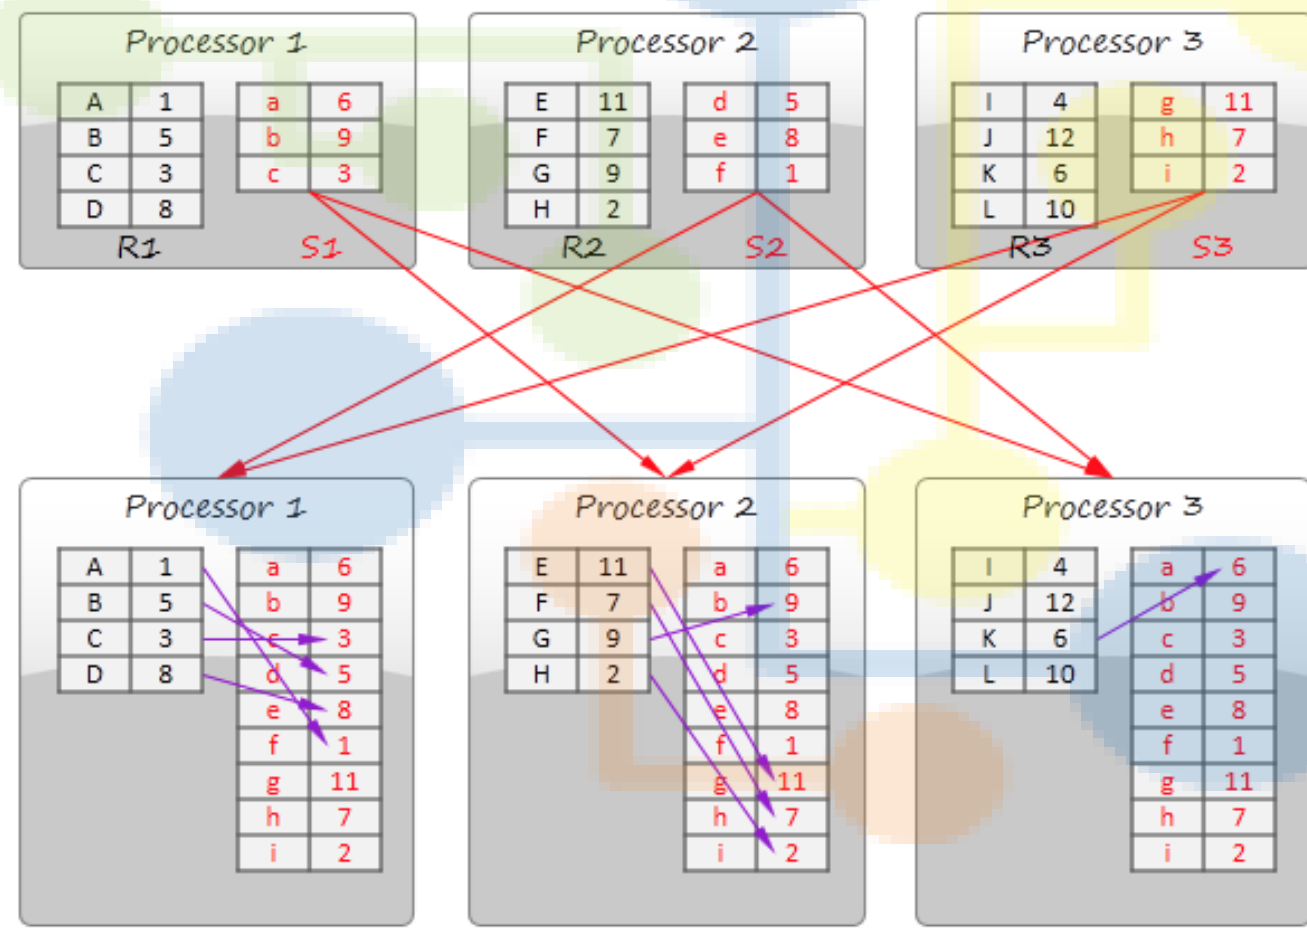 Processor 1
A 1
B 5
C 3
D 8
R1
a 6
b 9
c 3
S1
Processor 2
E 11
F 7
G 9
H 2
R2
d 5
e 8
f 1
S2
Processor 3
I 4
J 12
K 6
L 10
R3
g 11
h 7
i 2
S3
Processor 1
A 1
B 5
C 3
D 8
a 6
b 9
c 3
d 5
e 8
f 1
g 11
h 7
i 2
Processor 2
E 11
F 7
G 9
H 2
a 6
b 9
c 3
d 5
e 8
f 1
g 11
h 7
i 2
Processor 3
I 4
J 12
K 6
L 10
a 6
b 9
c 3
d 5
e 8
f 1
g 11
h 7
i 2